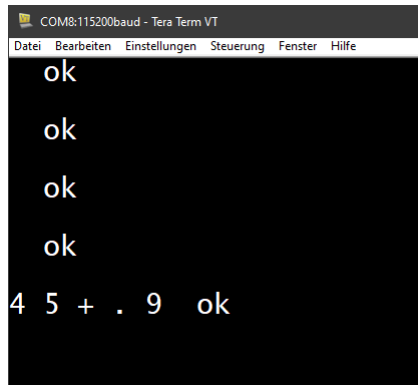 COM8:115200baud - Tera Term VT
Datei Bearbeiten Einstellungen Steuerung Fenster Hilfe
ok
ok
ok
ok
4 5 + . 9 ok